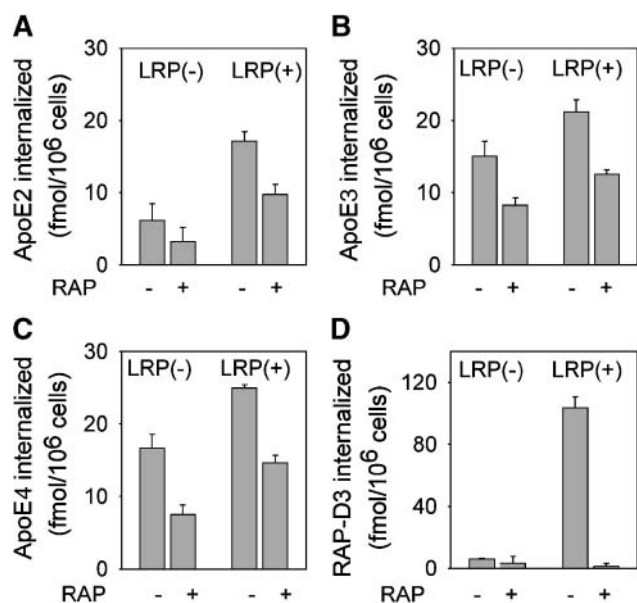 A
ApoE2 internalized
(fmol/10⁶ cells)
30
20
10
0
LRP(-) LRP(+)
RAP - + - +
B
ApoE3 internalized
(fmol/10⁶ cells)
30
20
10
0
LRP(-) LRP(+)
RAP - + - +
C
ApoE4 internalized
(fmol/10⁶ cells)
30
20
10
0
LRP(-) LRP(+)
RAP - + - +
D
RAP-D3 internalized
(fmol/10⁶ cells)
120
80
40
0
LRP(-) LRP(+)
RAP - + - +